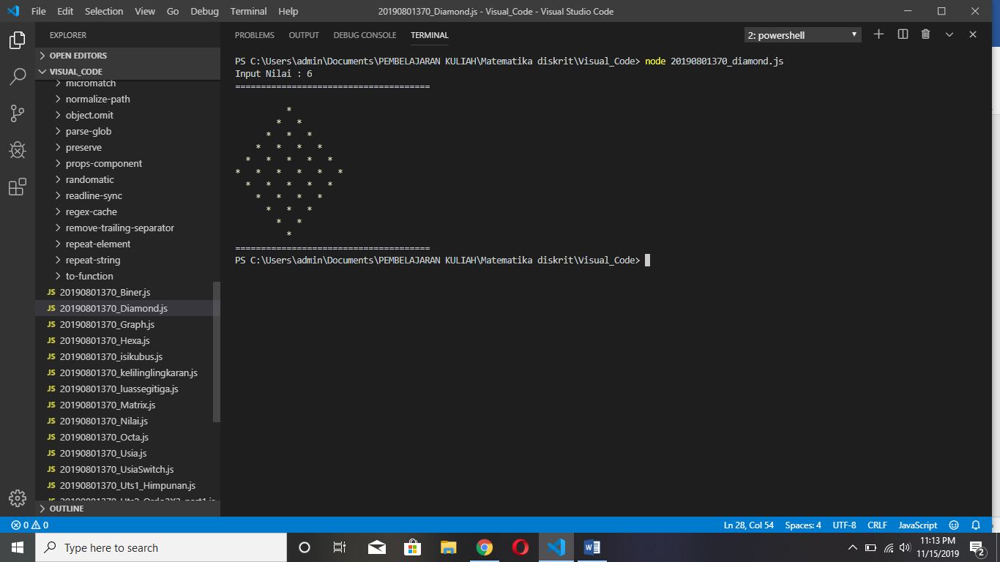 File Edit Selection View Go Debug Terminal Help
20190801370_Diamond.js - Visual_Code - Visual Studio Code
EXPLORER
OPEN EDITORS
VISUAL_CODE
micromatch
normalize-path
object.omit
parse-glob
preserve
props-component
randomatic
readline-sync
regex-cache
remove-trailing-separator
repeat-element
repeat-string
to-function
JS 20190801370_Biner.js
JS 20190801370_Diamond.js
JS 20190801370_Graph.js
JS 20190801370_Hexa.js
JS 20190801370_isikubus.js
JS 20190801370_kelilinglingkaran.js
JS 20190801370_luassegitiga.js
JS 20190801370_Matrix.js
JS 20190801370_Nilai.js
JS 20190801370_Octa.js
JS 20190801370_Usia.js
JS 20190801370_UsiaSwitch.js
JS 20190801370_Uts1_Himpunan.js
OUTLINE
PROBLEMS OUTPUT DEBUG CONSOLE TERMINAL
2: powershell
PS C:\Users\admin\Documents\PEMBELAJARAN KULIAH\Matematika diskrit\Visual_Code> node 20190801370_diamond.js
Input Nilai : 6
======================================
          *
        *   *
      *   *   *
    *   *   *   *
  *   *   *   *   *
*   *   *   *   *   *
  *   *   *   *   *
    *   *   *   *
      *   *   *
        *   *
          *
======================================
PS C:\Users\admin\Documents\PEMBELAJARAN KULIAH\Matematika diskrit\Visual_Code>
0 0
Ln 28, Col 54 Spaces: 4 UTF-8 CRLF JavaScript
Type here to search
11:13 PM
11/15/2019
2